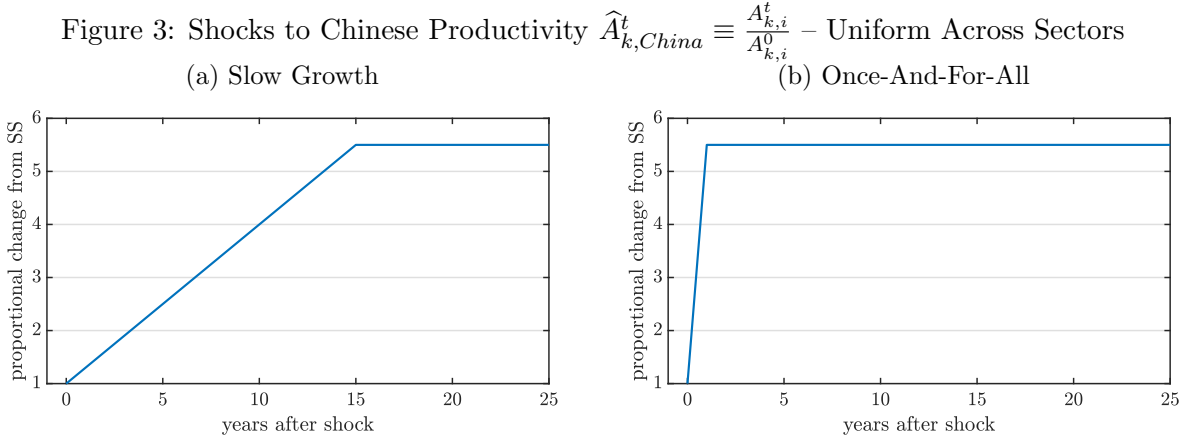 Figure 3: Shocks to Chinese Productivity $\widehat{A}^t_{k,China} \equiv \frac{A^t_{k,i}}{A^0_{k,i}}$ – Uniform Across Sectors
(a) Slow Growth
6
5
4
3
2
1
proportional change from SS
0 5 10 15 20 25
years after shock
(b) Once-And-For-All
6
5
4
3
2
1
proportional change from SS
0 5 10 15 20 25
years after shock